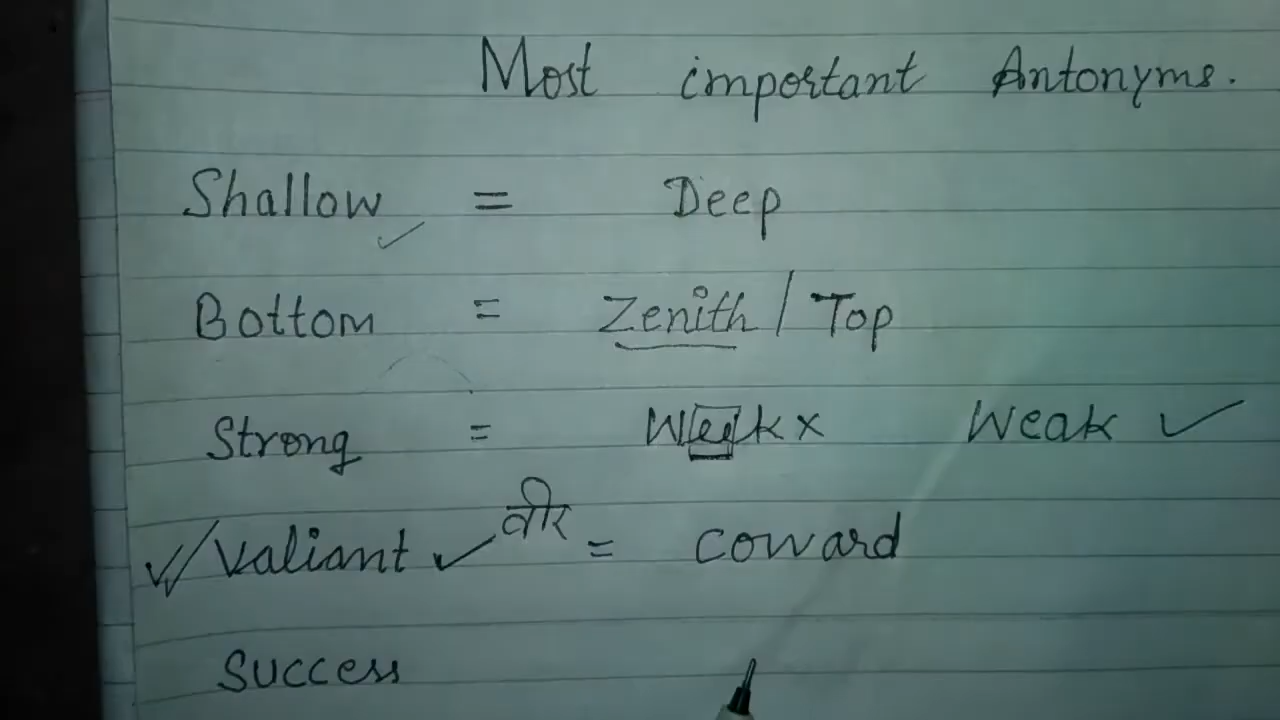 Most important Antonyms.
Shallow = Deep
Bottom = Zenith / Top
Strong = Week x Weak ✓
✓ Valiant ✓ वीर = coward
Success